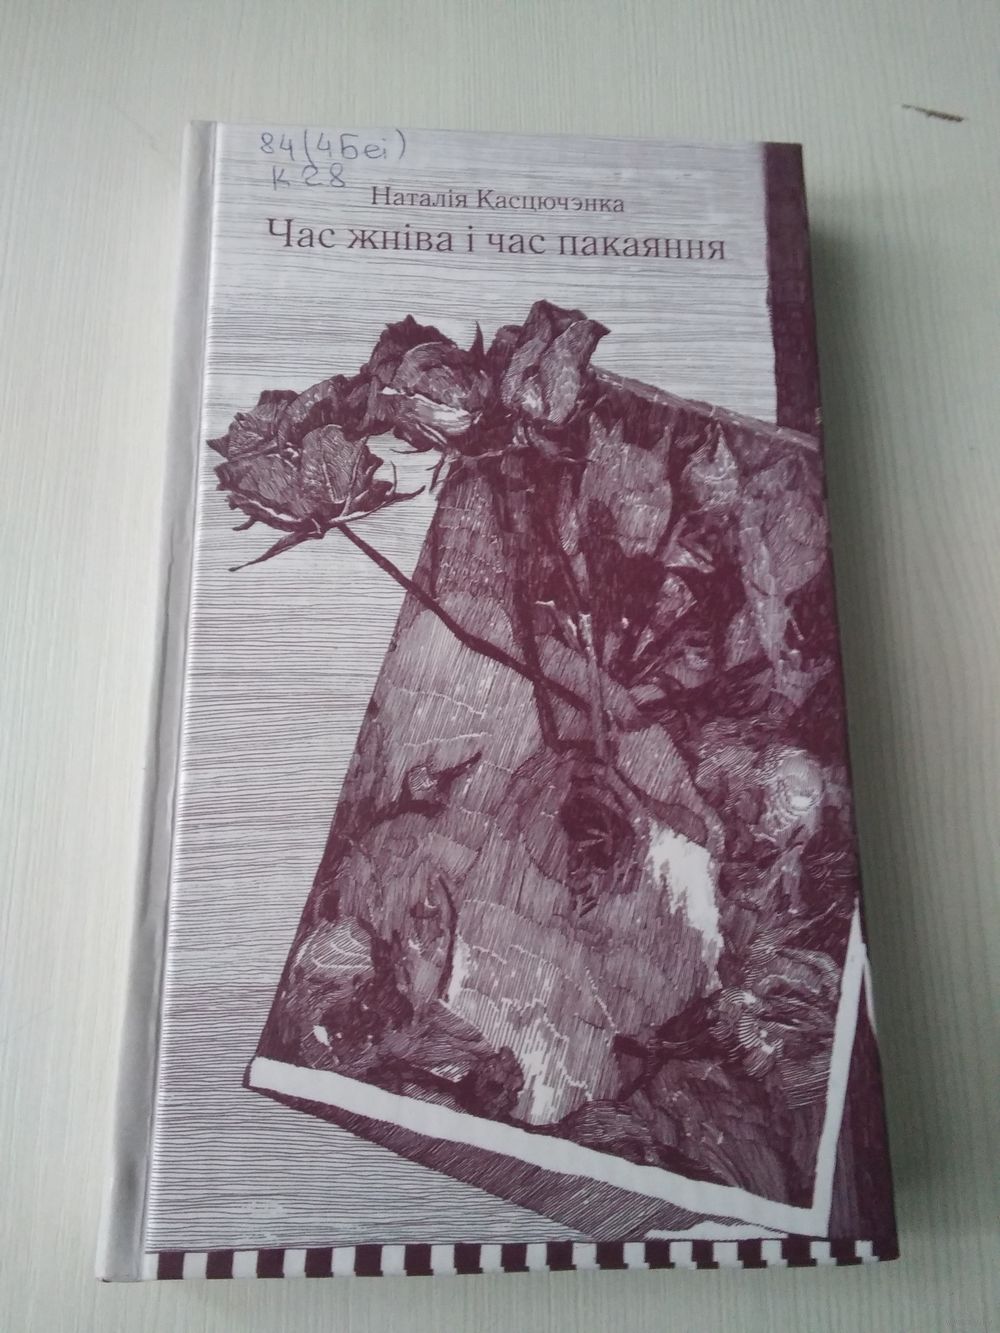 84(4Беі)
К28
Наталія Касцючэнка
Час жніва і час пакаяння